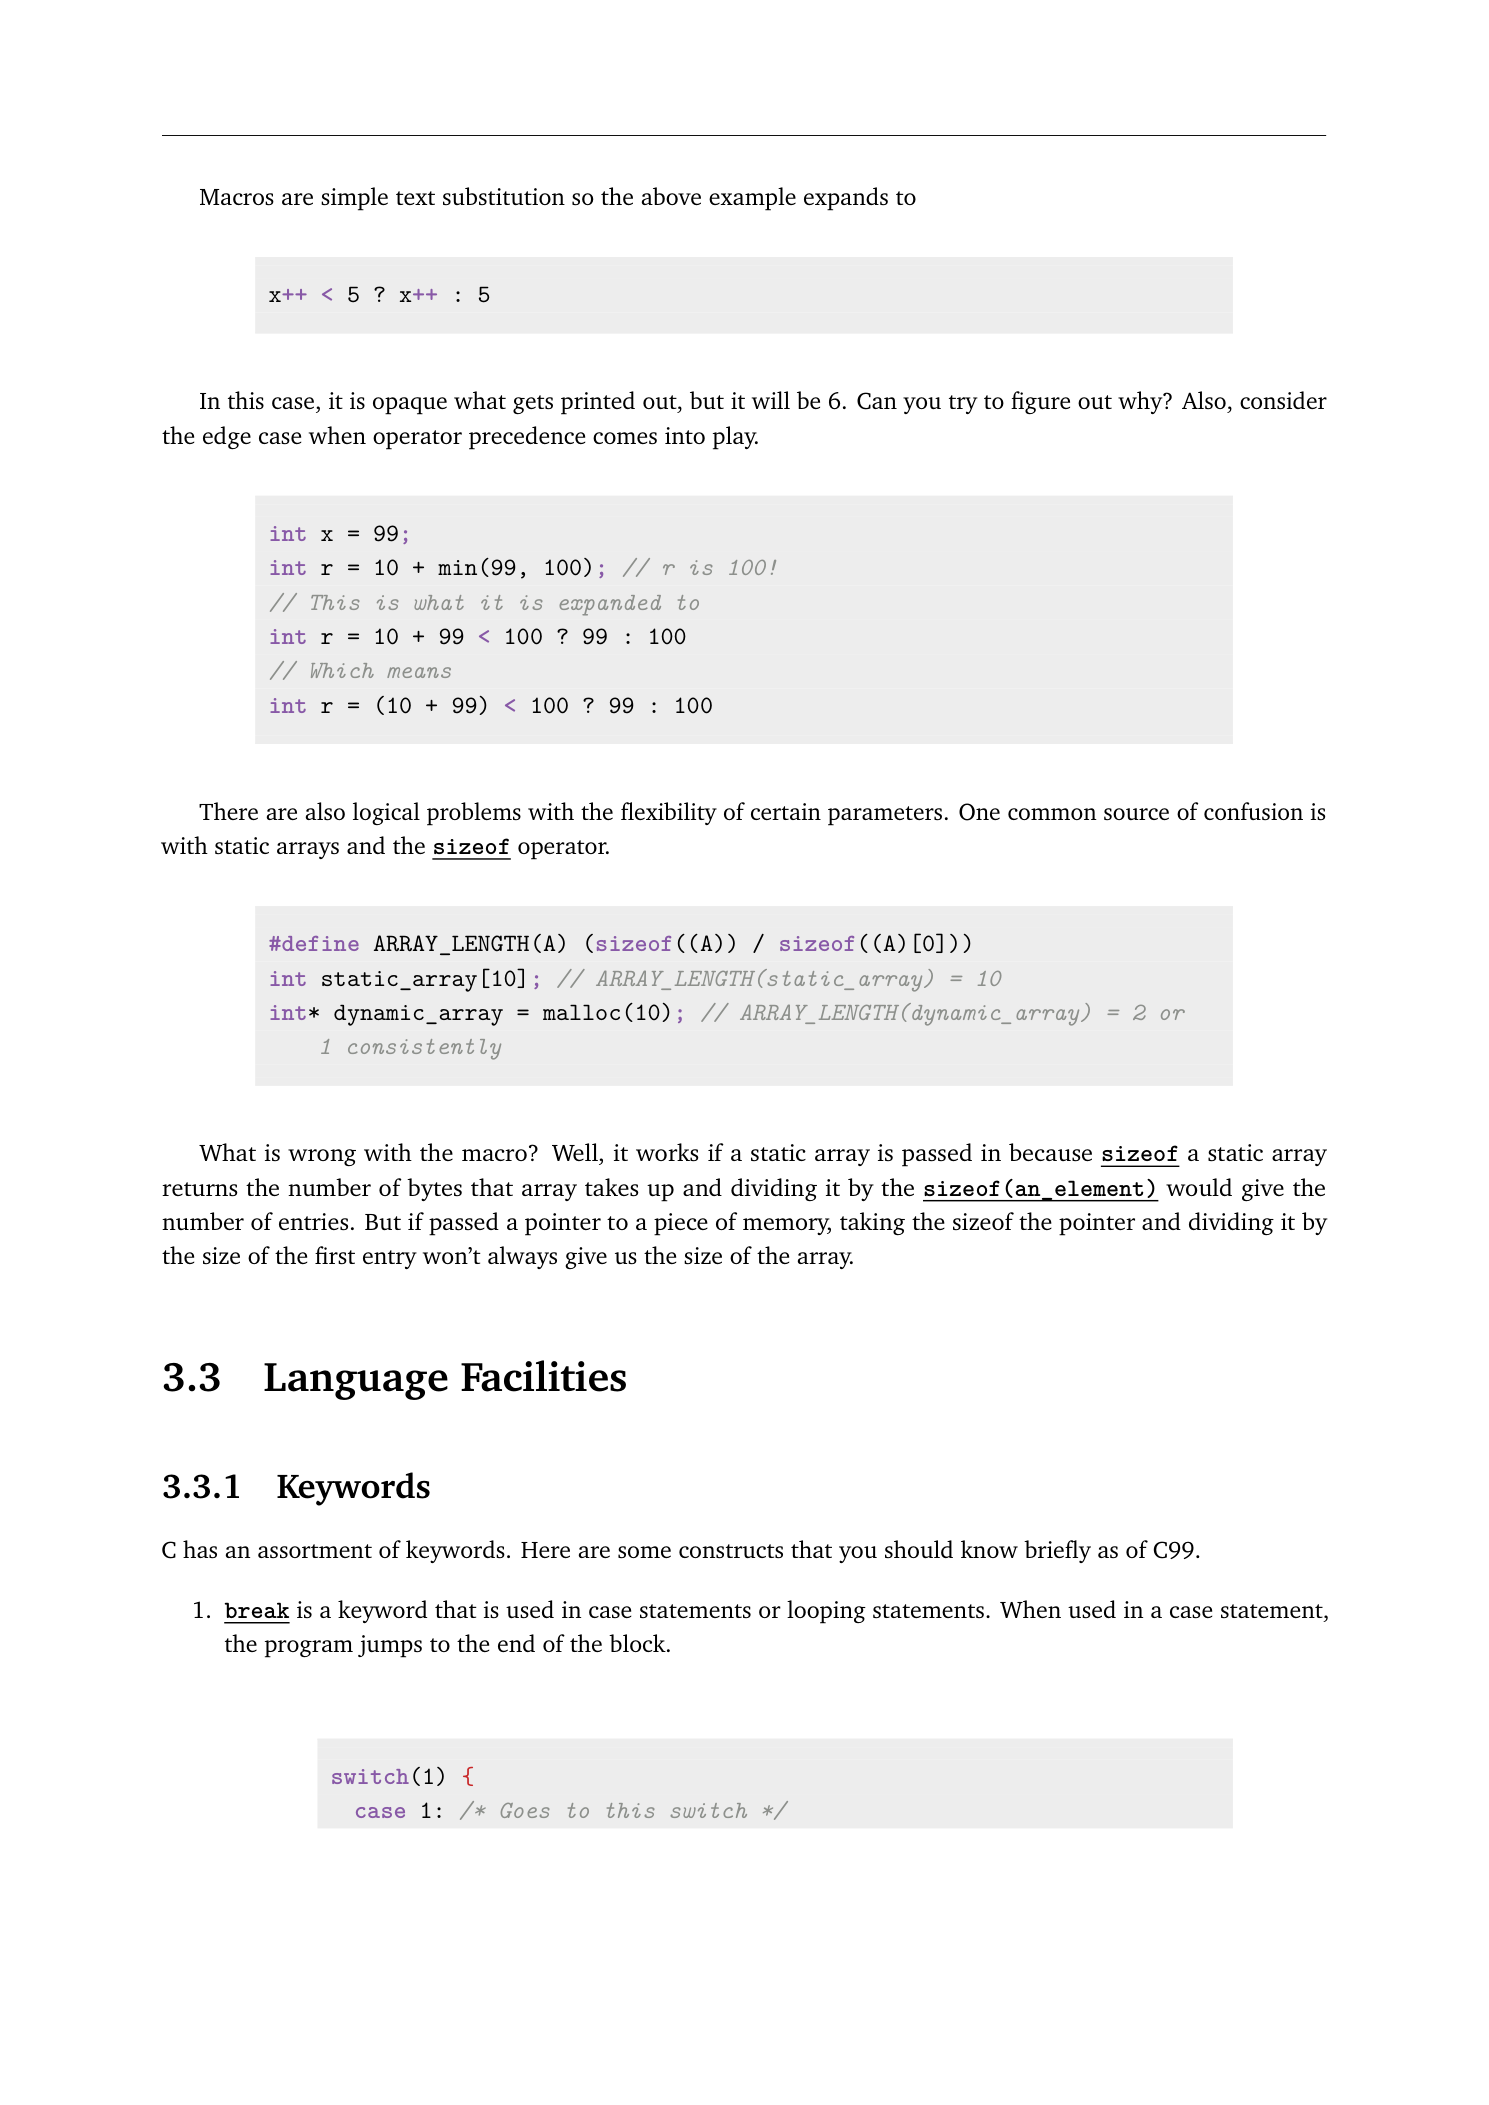 Macros are simple text substitution so the above example expands to
x++ < 5 ? x++ : 5
In this case, it is opaque what gets printed out, but it will be 6. Can you try to figure out why? Also, consider
the edge case when operator precedence comes into play.
int x = 99;
int r = 10 + min(99, 100); // r is 100!
// This is what it is expanded to
int r = 10 + 99 < 100 ? 99 : 100
// Which means
int r = (10 + 99) < 100 ? 99 : 100
There are also logical problems with the flexibility of certain parameters. One common source of confusion is
with static arrays and the sizeof operator.
#define ARRAY_LENGTH(A) (sizeof((A)) / sizeof((A)[0]))
int static_array[10]; // ARRAY_LENGTH(static_array) = 10
int* dynamic_array = malloc(10); // ARRAY_LENGTH(dynamic_array) = 2 or
1 consistently
What is wrong with the macro? Well, it works if a static array is passed in because sizeof a static array
returns the number of bytes that array takes up and dividing it by the sizeof(an_element) would give the
number of entries. But if passed a pointer to a piece of memory, taking the sizeof the pointer and dividing it by
the size of the first entry won’t always give us the size of the array.
3.3 Language Facilities
3.3.1 Keywords
C has an assortment of keywords. Here are some constructs that you should know briefly as of C99.
1. break is a keyword that is used in case statements or looping statements. When used in a case statement,
the program jumps to the end of the block.
switch(1) {
case 1: /* Goes to this switch */